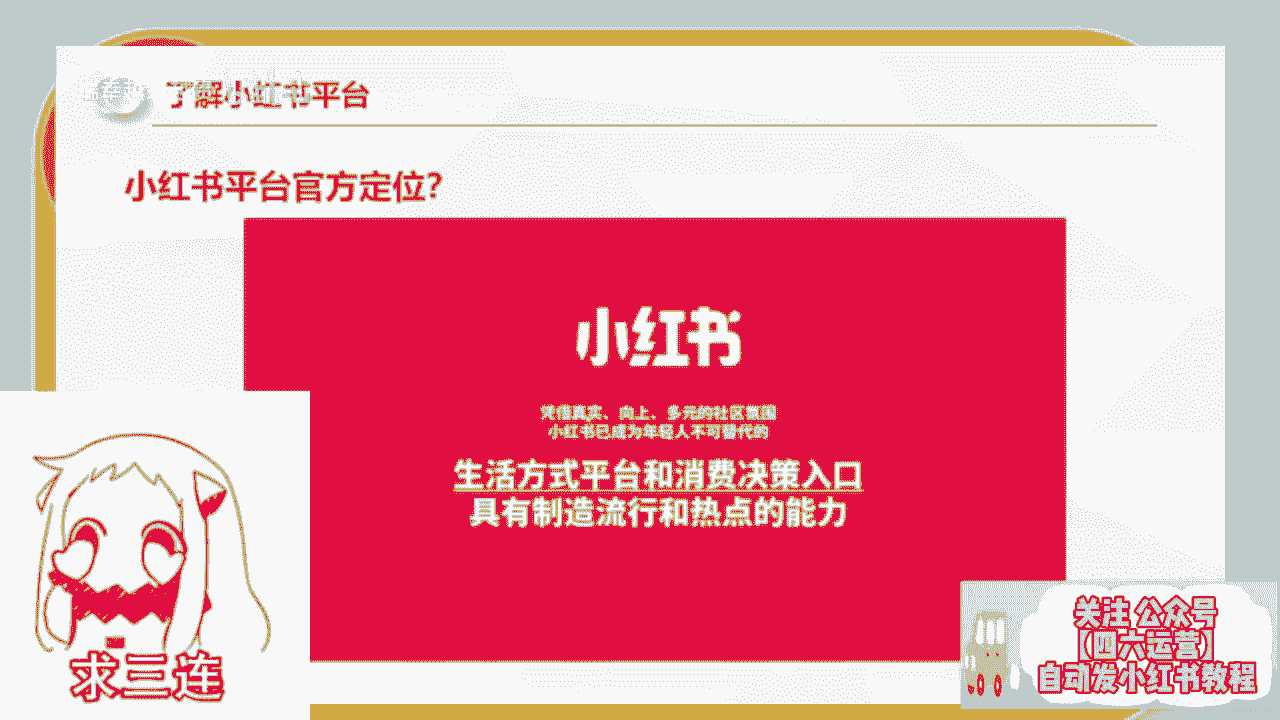 了解小红书平台
小红书平台官方定位?
小红书
凭借真实、向上、多元的社区氛围
小红书已成为年轻人不可替代的
生活方式平台和消费决策入口
具有制造流行和热点的能力
求三连
关注 公众号
【四六运营】
自动发小红书教程